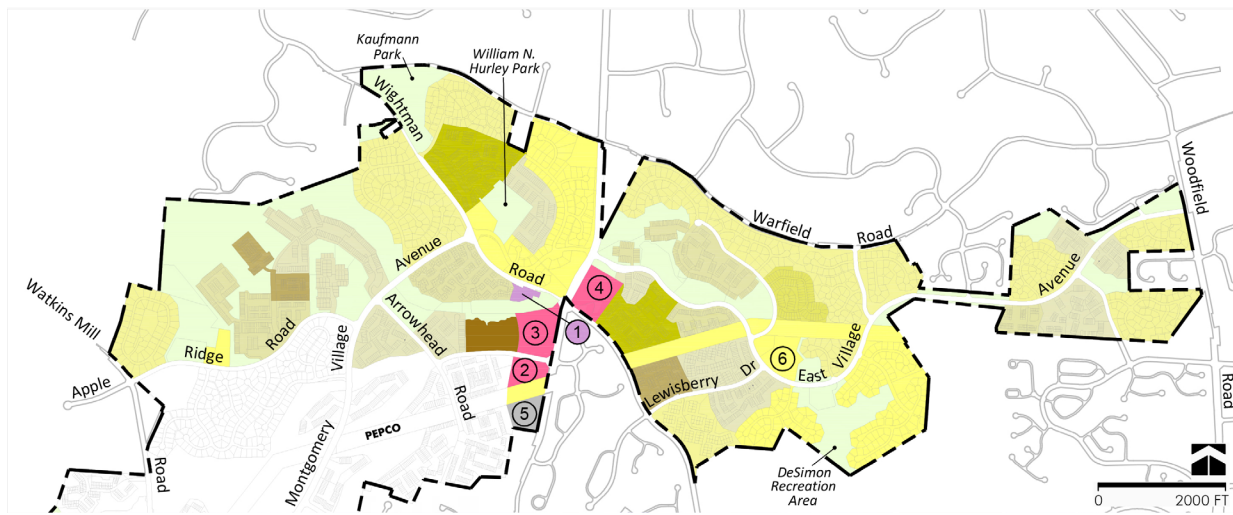 Kaufmann
Park
William N.
Hurley Park
Wightman
Road
Avenue
Warfield
Road
Woodfield
Road
Avenue
Watkins Mill
Road
Apple
Ridge
Road
Village
Montgomery
Arrowhead
Road
PEPCO
1
2
3
4
5
6
Lewisberry
Dr
East
Village
DeSimon
Recreation
Area
0
2000 FT